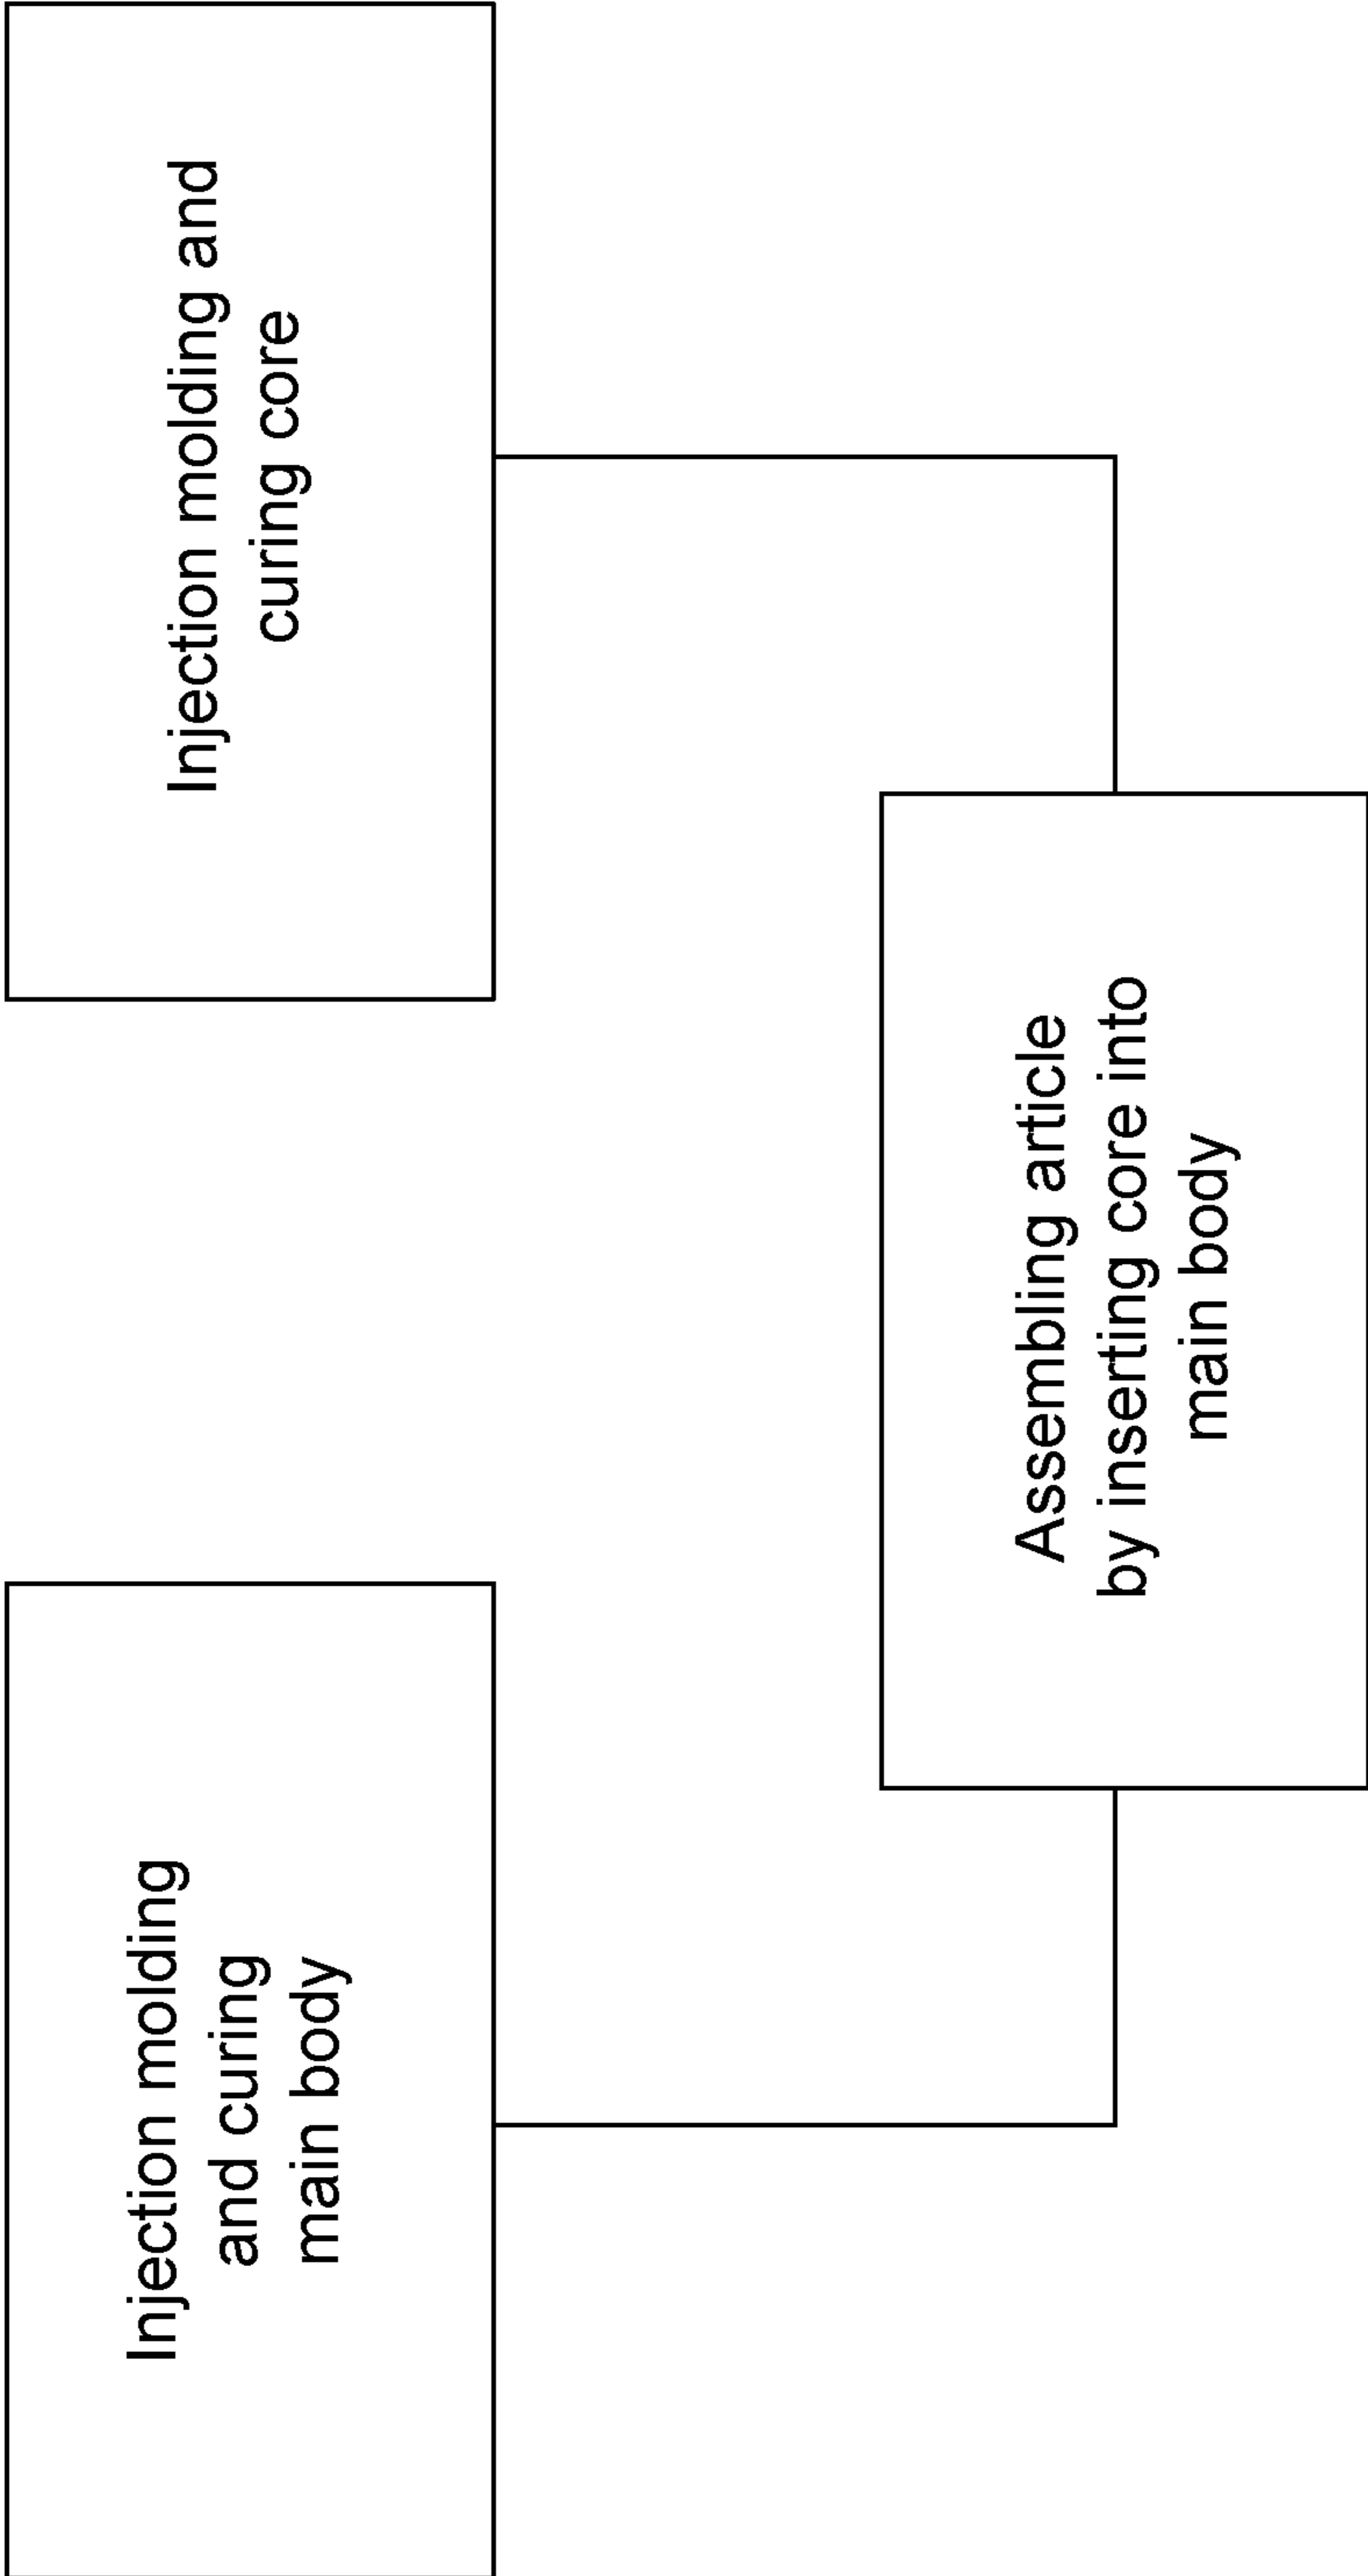 Injection molding
and curing
main body
Injection molding and
curing core
Assembling article
by inserting core into
main body